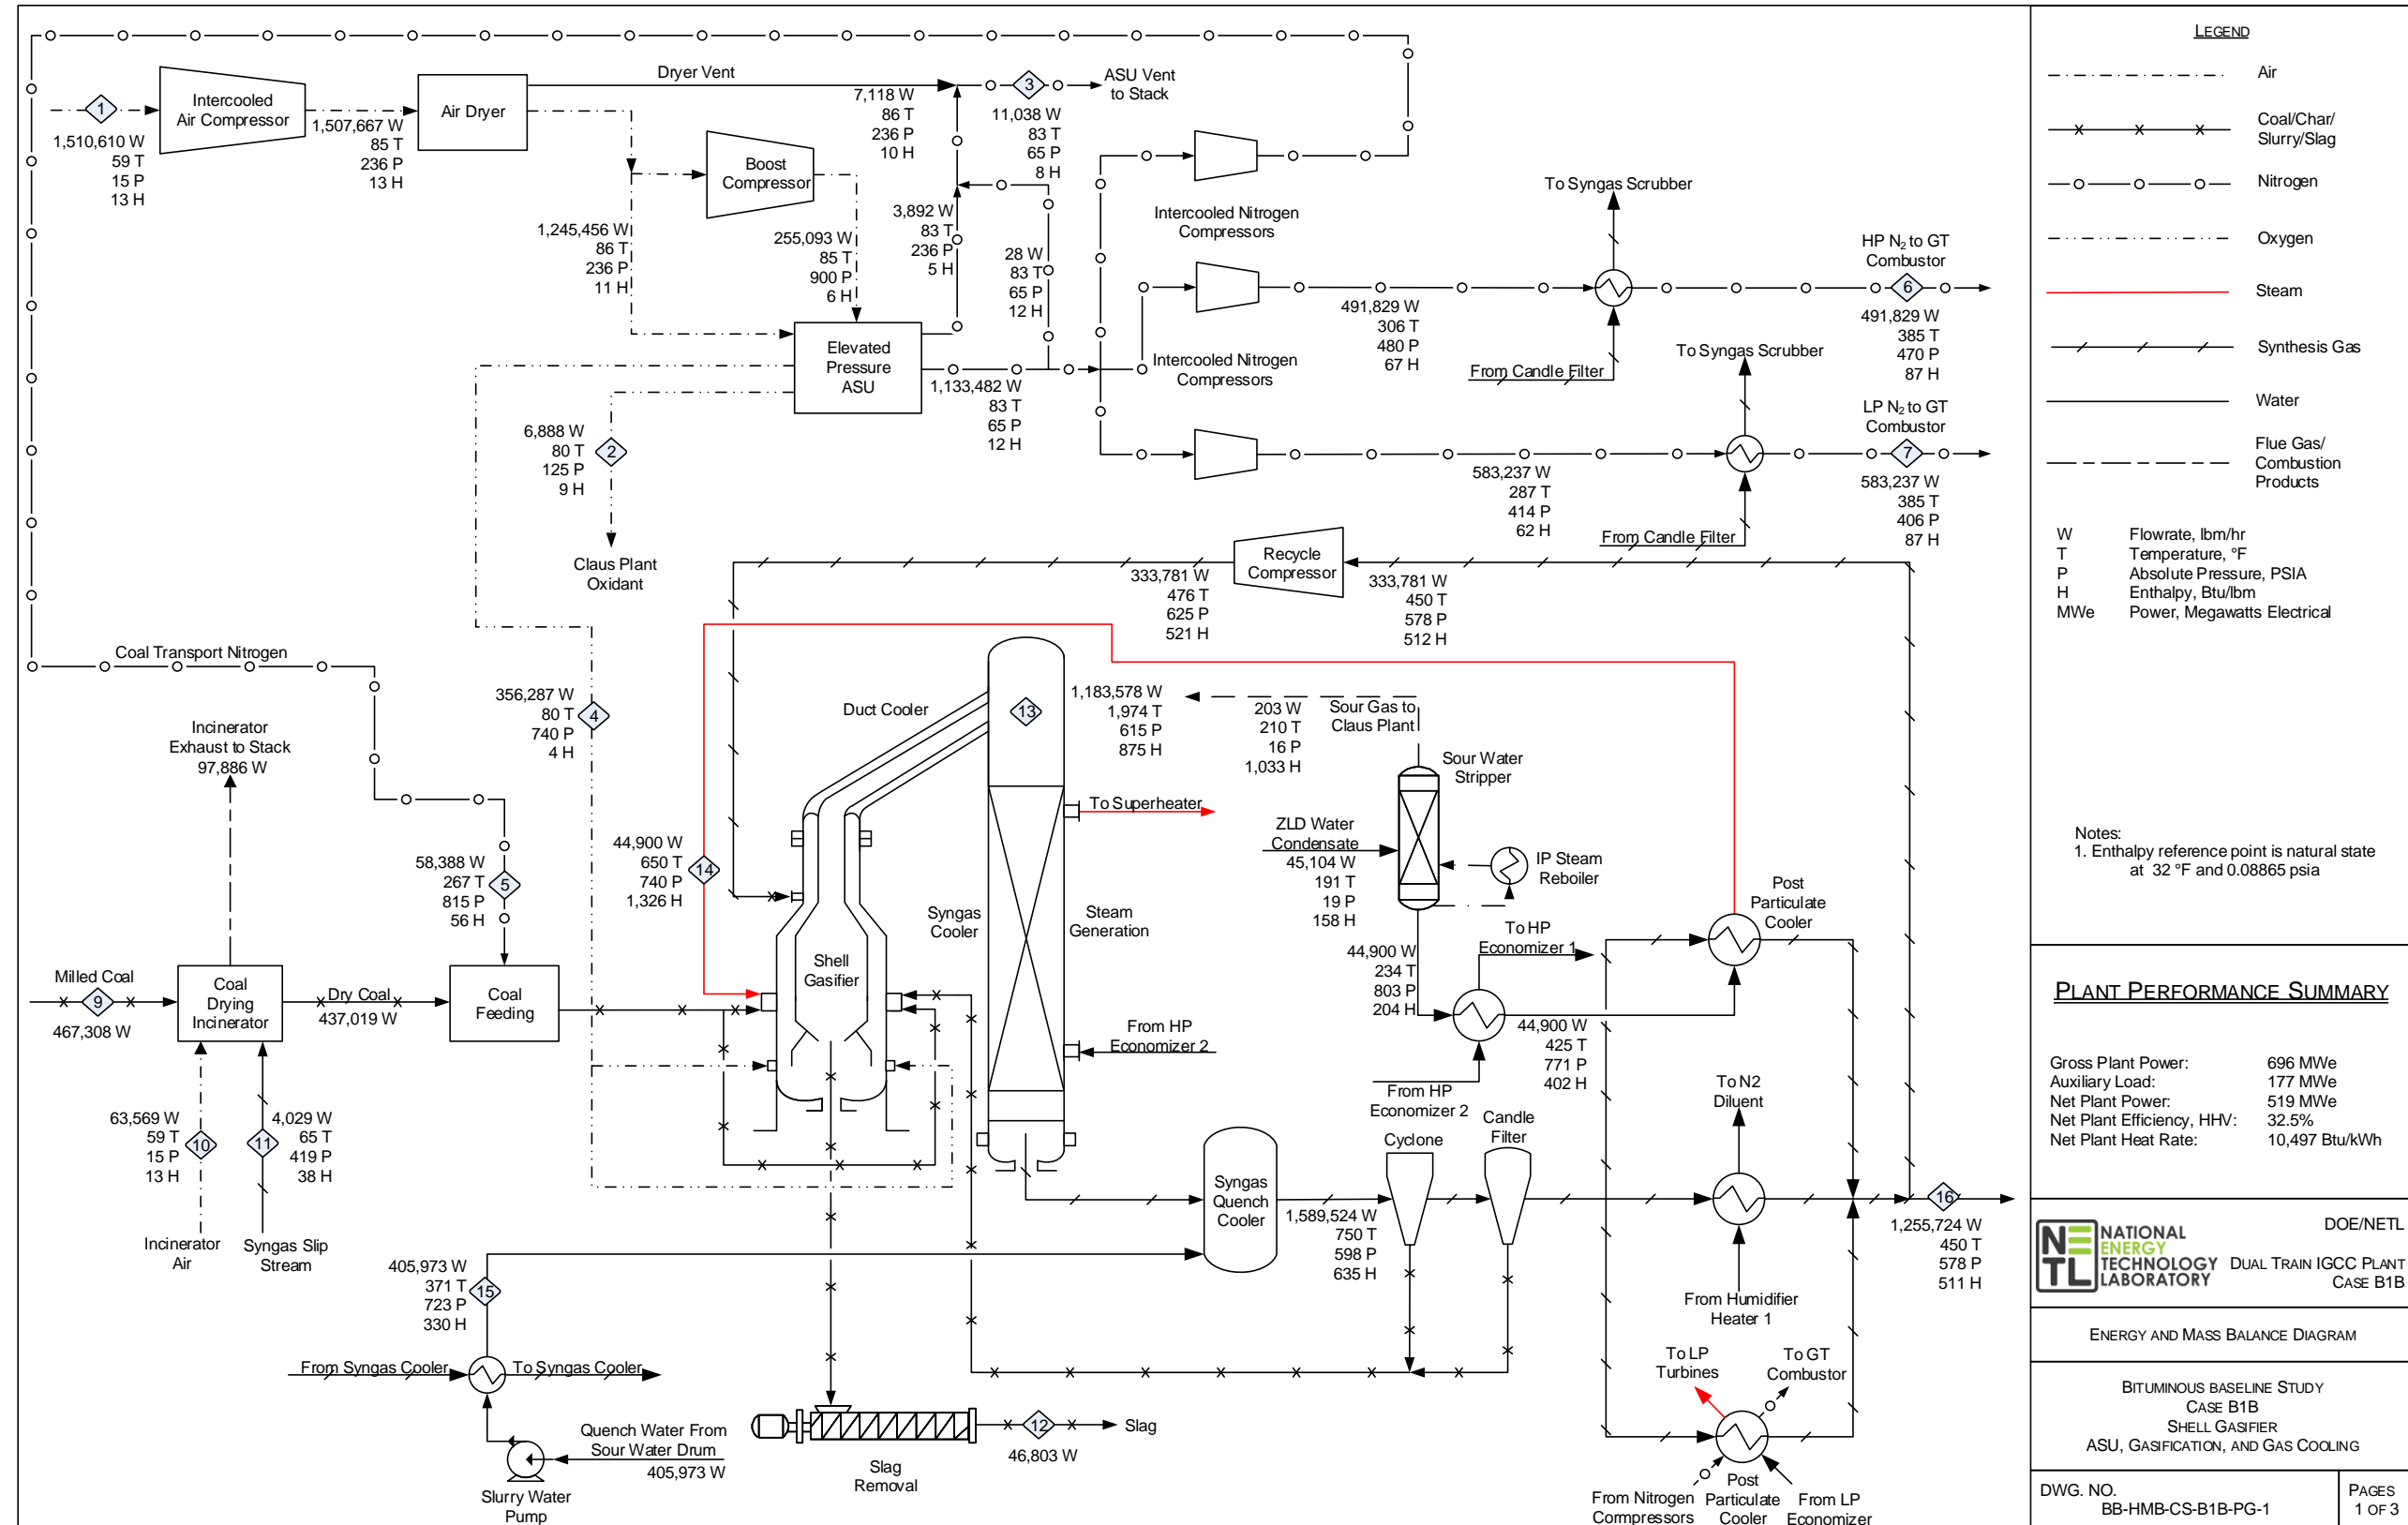 Dryer Vent
ASU Vent
to Stack
1
Intercooled
Air Compressor
Air Dryer
3
1,510,610 W
59 T
15 P
13 H
1,507,667 W
85 T
236 P
13 H
7,118 W
86 T
236 P
10 H
11,038 W
83 T
65 P
8 H
Boost
Compressor
1,245,456 W
86 T
236 P
11 H
255,093 W
85 T
900 P
6 H
3,892 W
83 T
236 P
5 H
28 W
83 T
65 P
12 H
Intercooled Nitrogen
Compressors
To Syngas Scrubber
HP N2 to GT
Combustor
6
491,829 W
306 T
480 P
67 H
491,829 W
385 T
470 P
87 H
Elevated
Pressure
ASU
1,133,482 W
83 T
65 P
12 H
Intercooled Nitrogen
Compressors
From Candle Filter
To Syngas Scrubber
LP N2 to GT
Combustor
7
6,888 W
80 T
125 P
9 H
2
Claus Plant
Oxidant
583,237 W
287 T
414 P
62 H
583,237 W
385 T
406 P
87 H
From Candle Filter
Recycle
Compressor
333,781 W
476 T
625 P
521 H
333,781 W
450 T
578 P
512 H
Coal Transport Nitrogen
356,287 W
80 T
740 P
4 H
4
Duct Cooler
13
1,183,578 W
1,974 T
615 P
875 H
203 W
210 T
16 P
1,033 H
Sour Gas to
Claus Plant
Sour Water
Stripper
Incinerator
Exhaust to Stack
97,886 W
To Superheater
ZLD Water
Condensate
45,104 W
191 T
19 P
158 H
IP Steam
Reboiler
58,388 W
267 T
815 P
56 H
5
44,900 W
650 T
740 P
1,326 H
14
Syngas
Cooler
Steam
Generation
Post
Particulate
Cooler
To HP
Economizer 1
44,900 W
234 T
803 P
204 H
Milled Coal
9
467,308 W
Coal
Drying
Incinerator
Dry Coal
437,019 W
Coal
Feeding
Shell
Gasifier
From HP
Economizer 2
44,900 W
425 T
771 P
402 H
From HP
Economizer 2
63,569 W
59 T
15 P
13 H
10
11
4,029 W
65 T
419 P
38 H
Incinerator
Air
Syngas Slip
Stream
To N2
Diluent
Cyclone
Candle
Filter
Syngas
Quench
Cooler
1,589,524 W
750 T
598 P
635 H
16
1,255,724 W
450 T
578 P
511 H
From Humidifier
Heater 1
405,973 W
371 T
723 P
330 H
15
From Syngas Cooler
To Syngas Cooler
To LP
Turbines
To GT
Combustor
Quench Water From
Sour Water Drum
405,973 W
Slurry Water
Pump
12
Slag
46,803 W
Slag
Removal
From Nitrogen
Compressors
Post
Particulate
Cooler
From LP
Economizer
LEGEND
Air
Coal/Char/
Slurry/Slag
Nitrogen
Oxygen
Steam
Synthesis Gas
Water
Flue Gas/
Combustion
Products
W Flowrate, lbm/hr
T Temperature, °F
P Absolute Pressure, PSIA
H Enthalpy, Btu/lbm
MWe Power, Megawatts Electrical
Notes:
1. Enthalpy reference point is natural state
at 32 °F and 0.08865 psia
PLANT PERFORMANCE SUMMARY
Gross Plant Power: 696 MWe
Auxiliary Load: 177 MWe
Net Plant Power: 519 MWe
Net Plant Efficiency, HHV: 32.5%
Net Plant Heat Rate: 10,497 Btu/kWh
NETL
NATIONAL
ENERGY
TECHNOLOGY
LABORATORY
DOE/NETL
DUAL TRAIN IGCC PLANT
CASE B1B
ENERGY AND MASS BALANCE DIAGRAM
BITUMINOUS BASELINE STUDY
CASE B1B
SHELL GASIFIER
ASU, GASIFICATION, AND GAS COOLING
DWG. NO.
BB-HMB-CS-B1B-PG-1
PAGES
1 OF 3